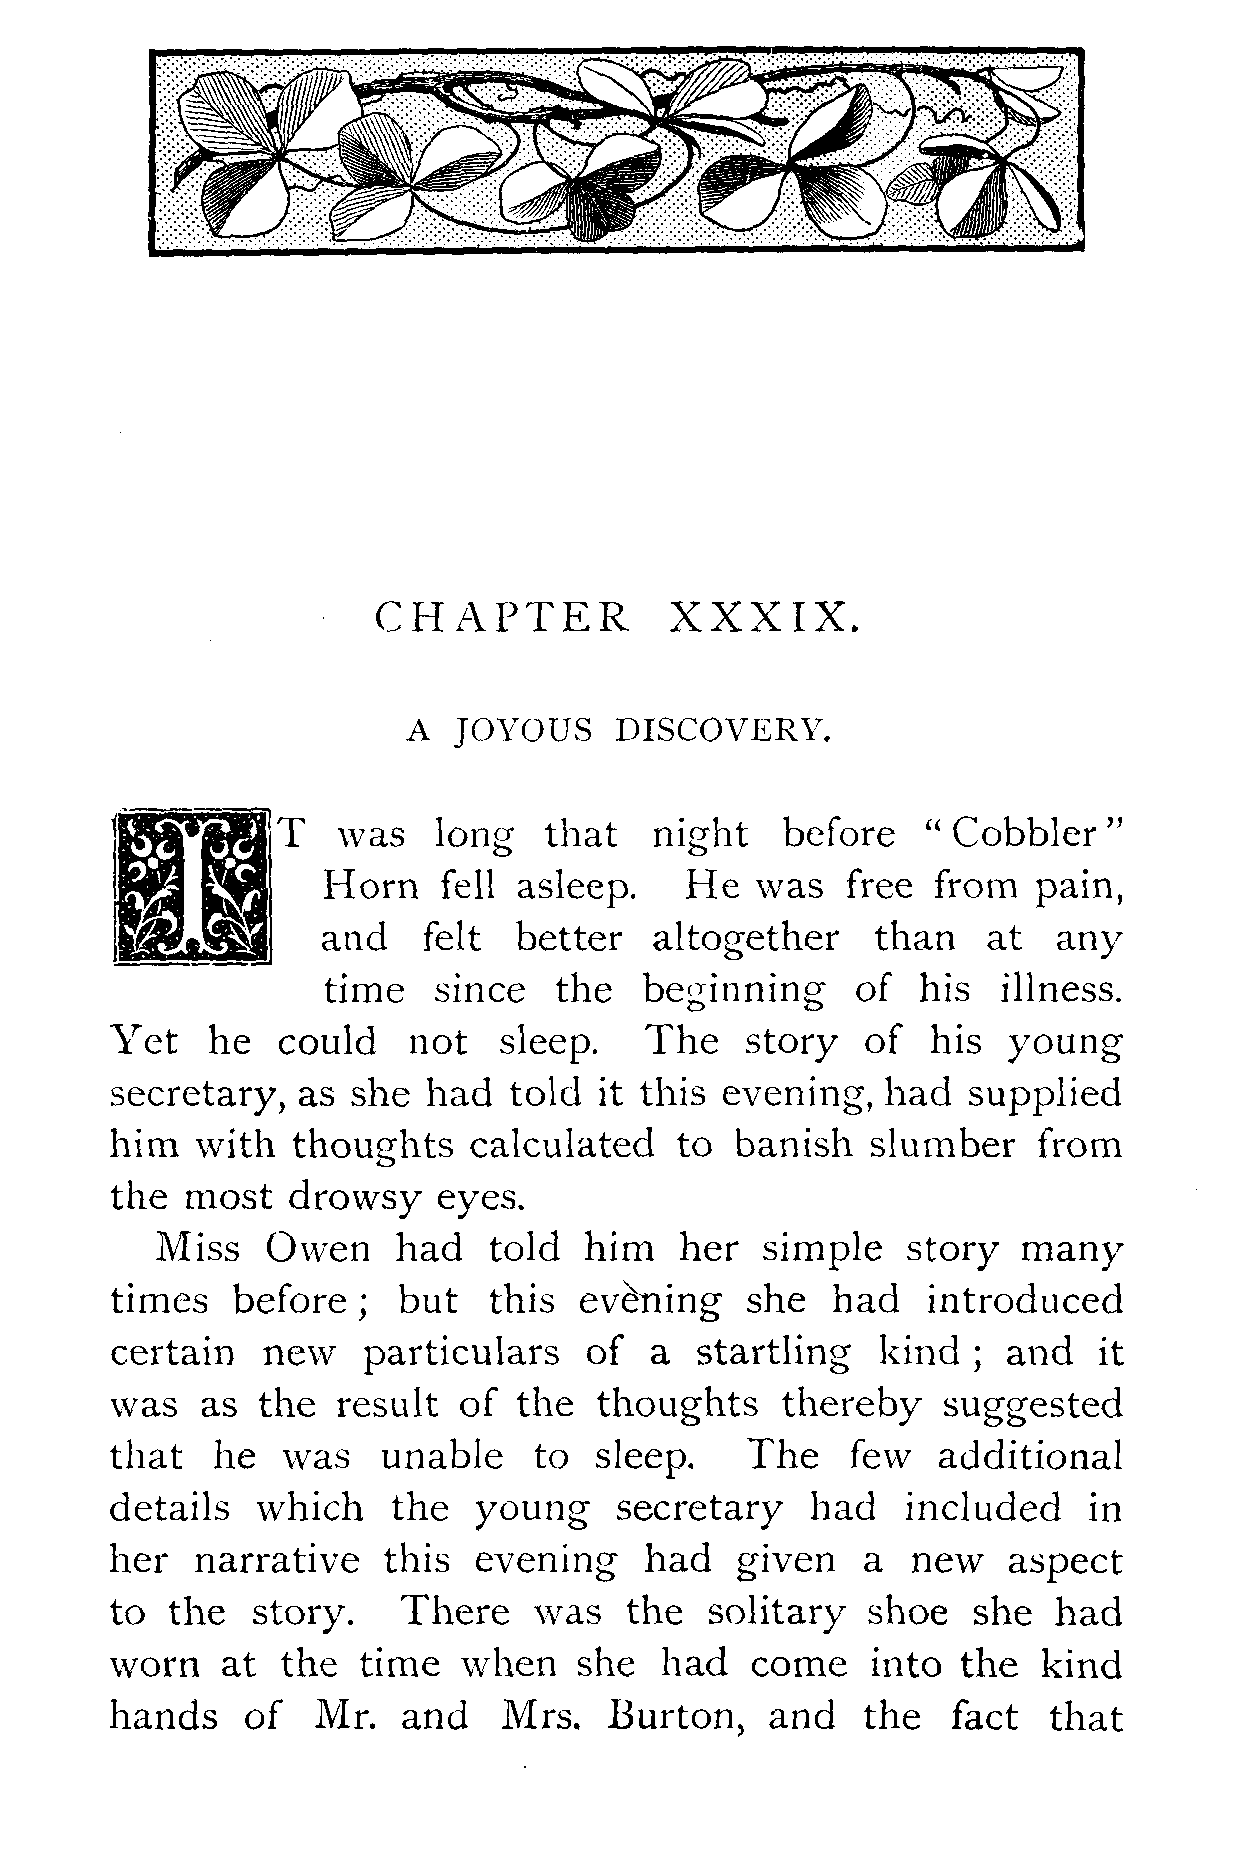 CHAPTER XXXIX.
A JOYOUS DISCOVERY.
IT was long that night before “ Cobbler ”
Horn fell asleep. He was free from pain,
and felt better altogether than at any
time since the beginning of his illness.
Yet he could not sleep. The story of his young
secretary, as she had told it this evening, had supplied
him with thoughts calculated to banish slumber from
the most drowsy eyes.
Miss Owen had told him her simple story many
times before ; but this evening she had introduced
certain new particulars of a startling kind ; and it
was as the result of the thoughts thereby suggested
that he was unable to sleep. The few additional
details which the young secretary had included in
her narrative this evening had given a new aspect
to the story. There was the solitary shoe she had
worn at the time when she had come into the kind
hands of Mr. and Mrs. Burton, and the fact that